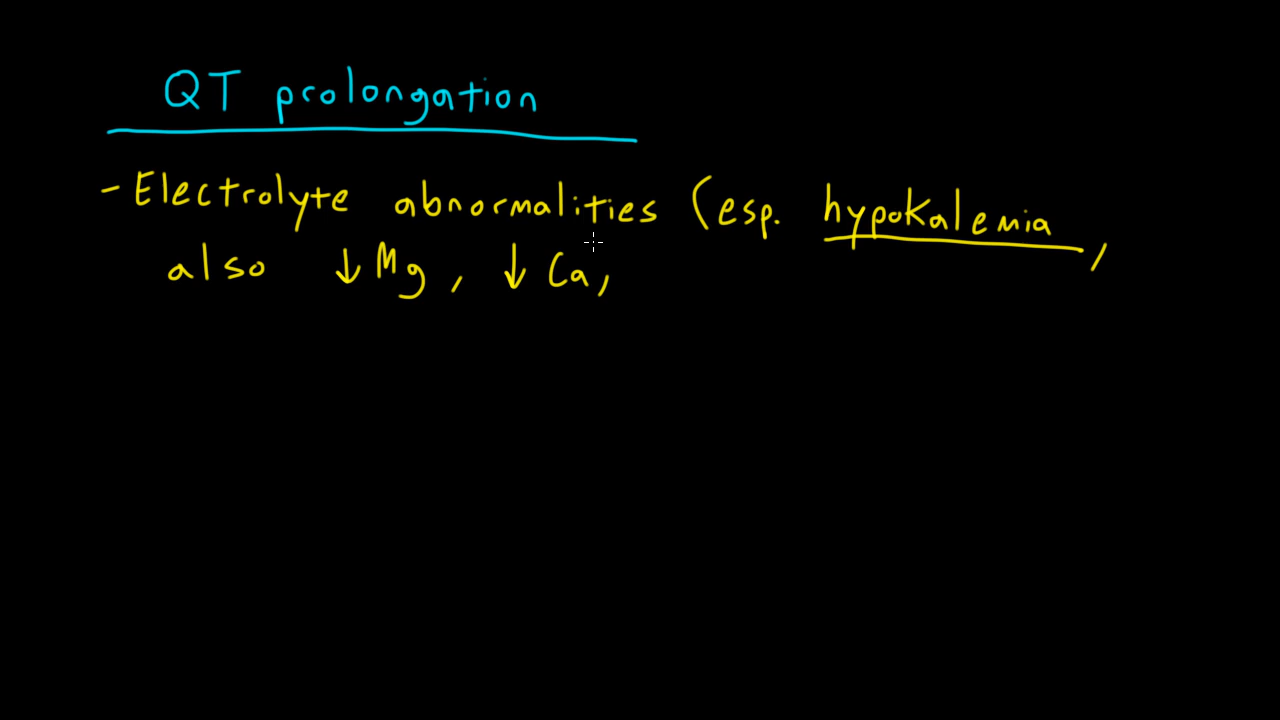 QT prolongation
- Electrolyte abnormalities (esp. hypokalemia,
also ↓ Mg, ↓ Ca,